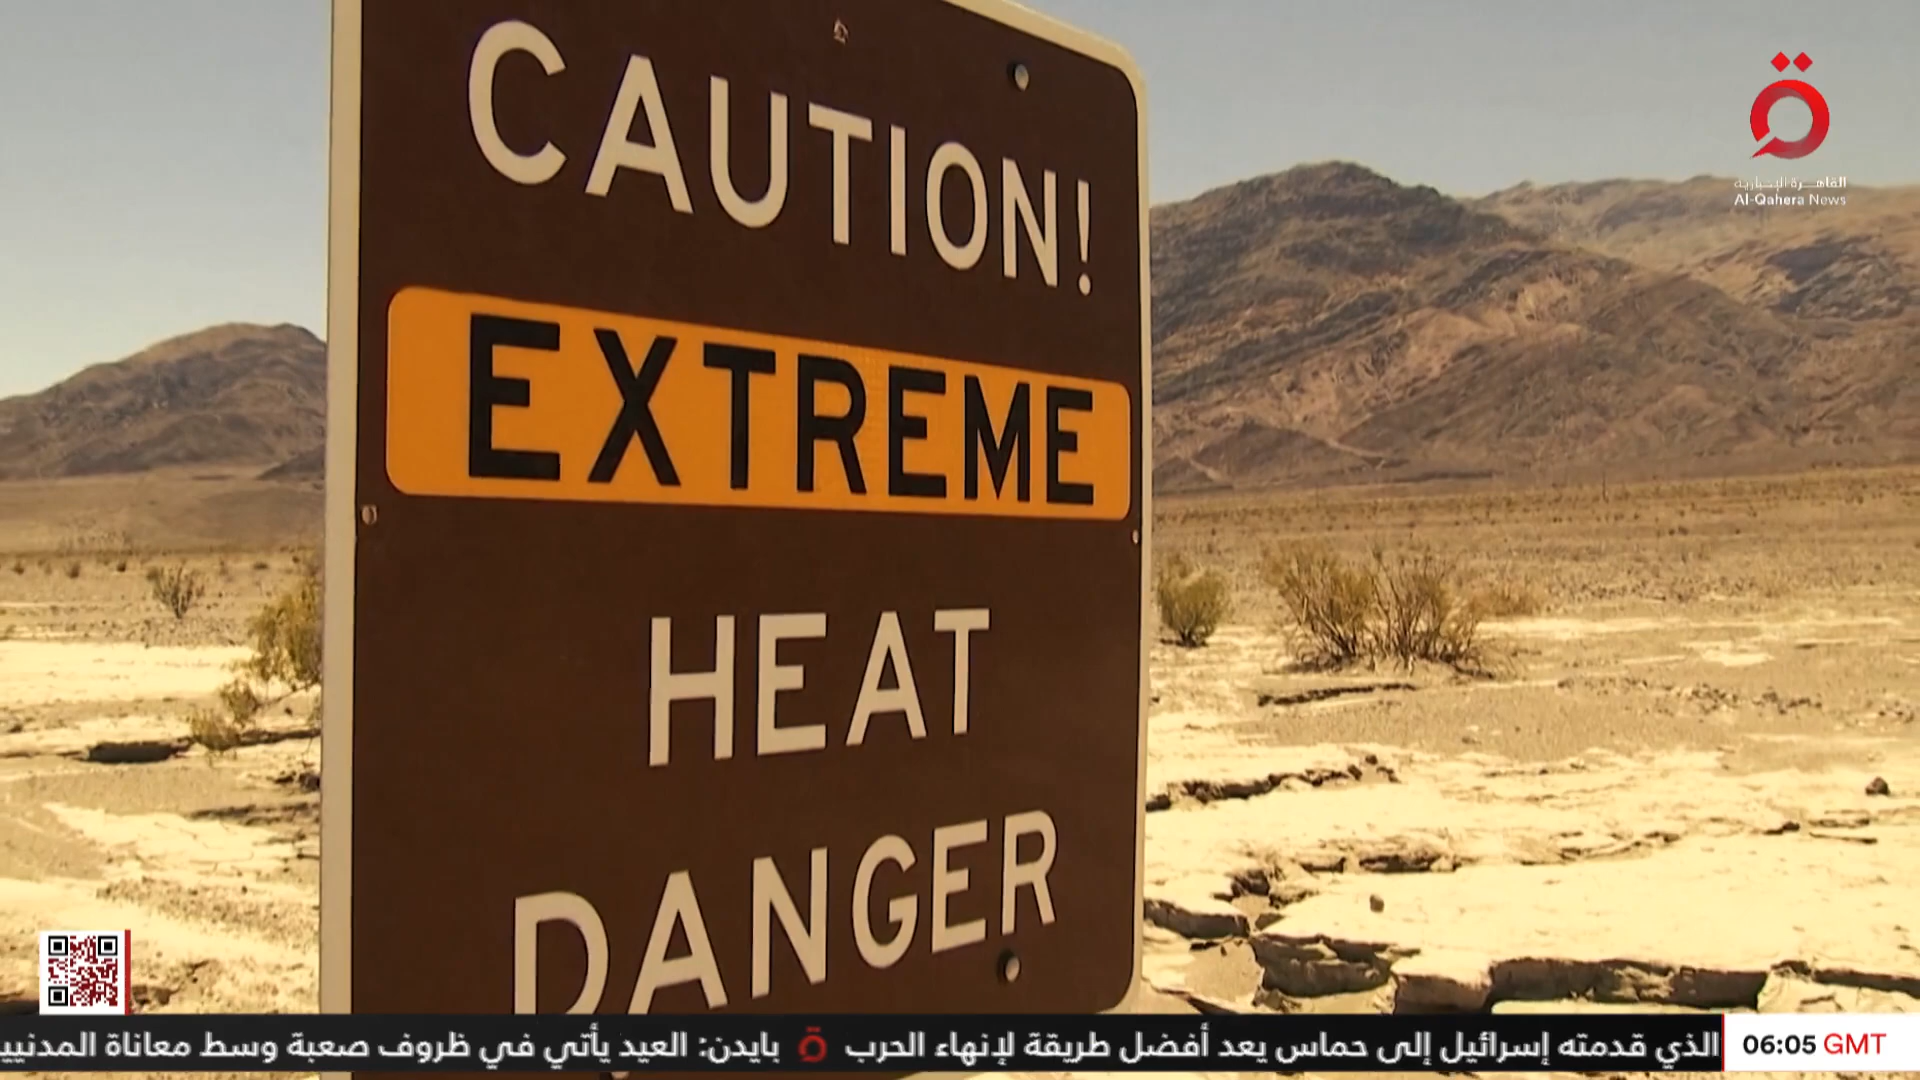 CAUTION!
EXTREME
HEAT
DANGER
القاهرة الإخبارية
Al-Qahera News
الذي قدمته إسرائيل إلى حماس يعد أفضل طريقة لإنهاء الحرب بايدن: العيد يأتي في ظروف صعبة وسط معاناة
06:05 GMT